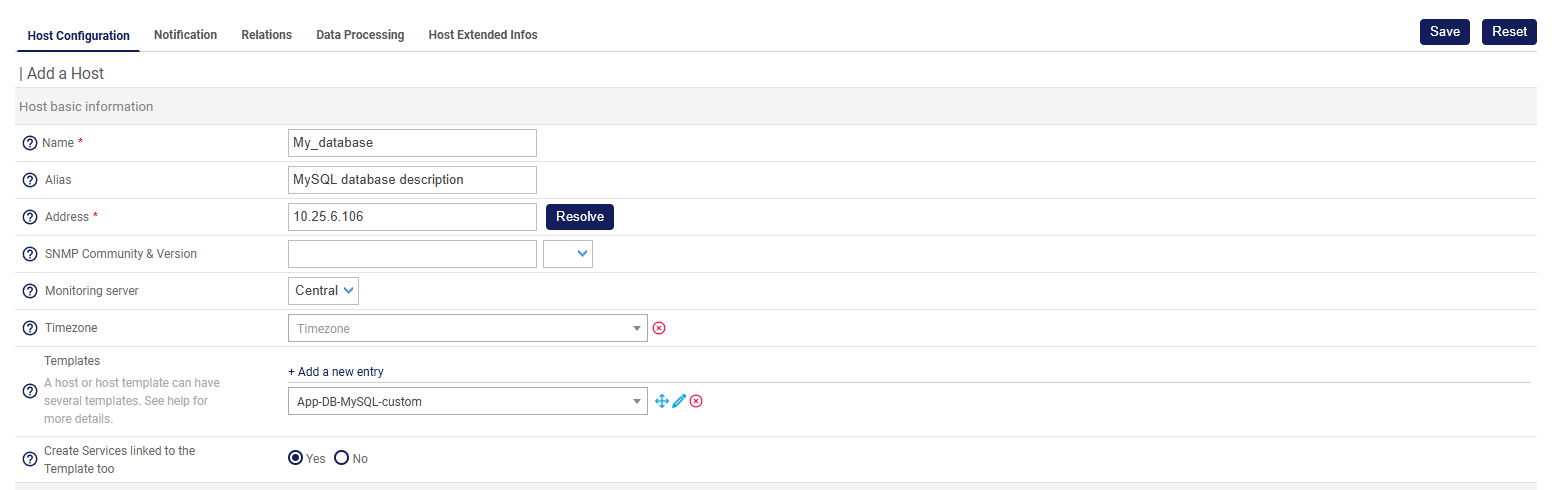 Host Configuration Notification Relations Data Processing Host Extended Infos Save Reset
| Add a Host
Host basic information
Name * My_database
Alias MySQL database description
Address * 10.25.6.106 Resolve
SNMP Community & Version
Monitoring server Central
Timezone Timezone
Templates
A host or host template can have
several templates. See help for
more details.
+ Add a new entry
App-DB-MySQL-custom
Create Services linked to the
Template too
Yes No